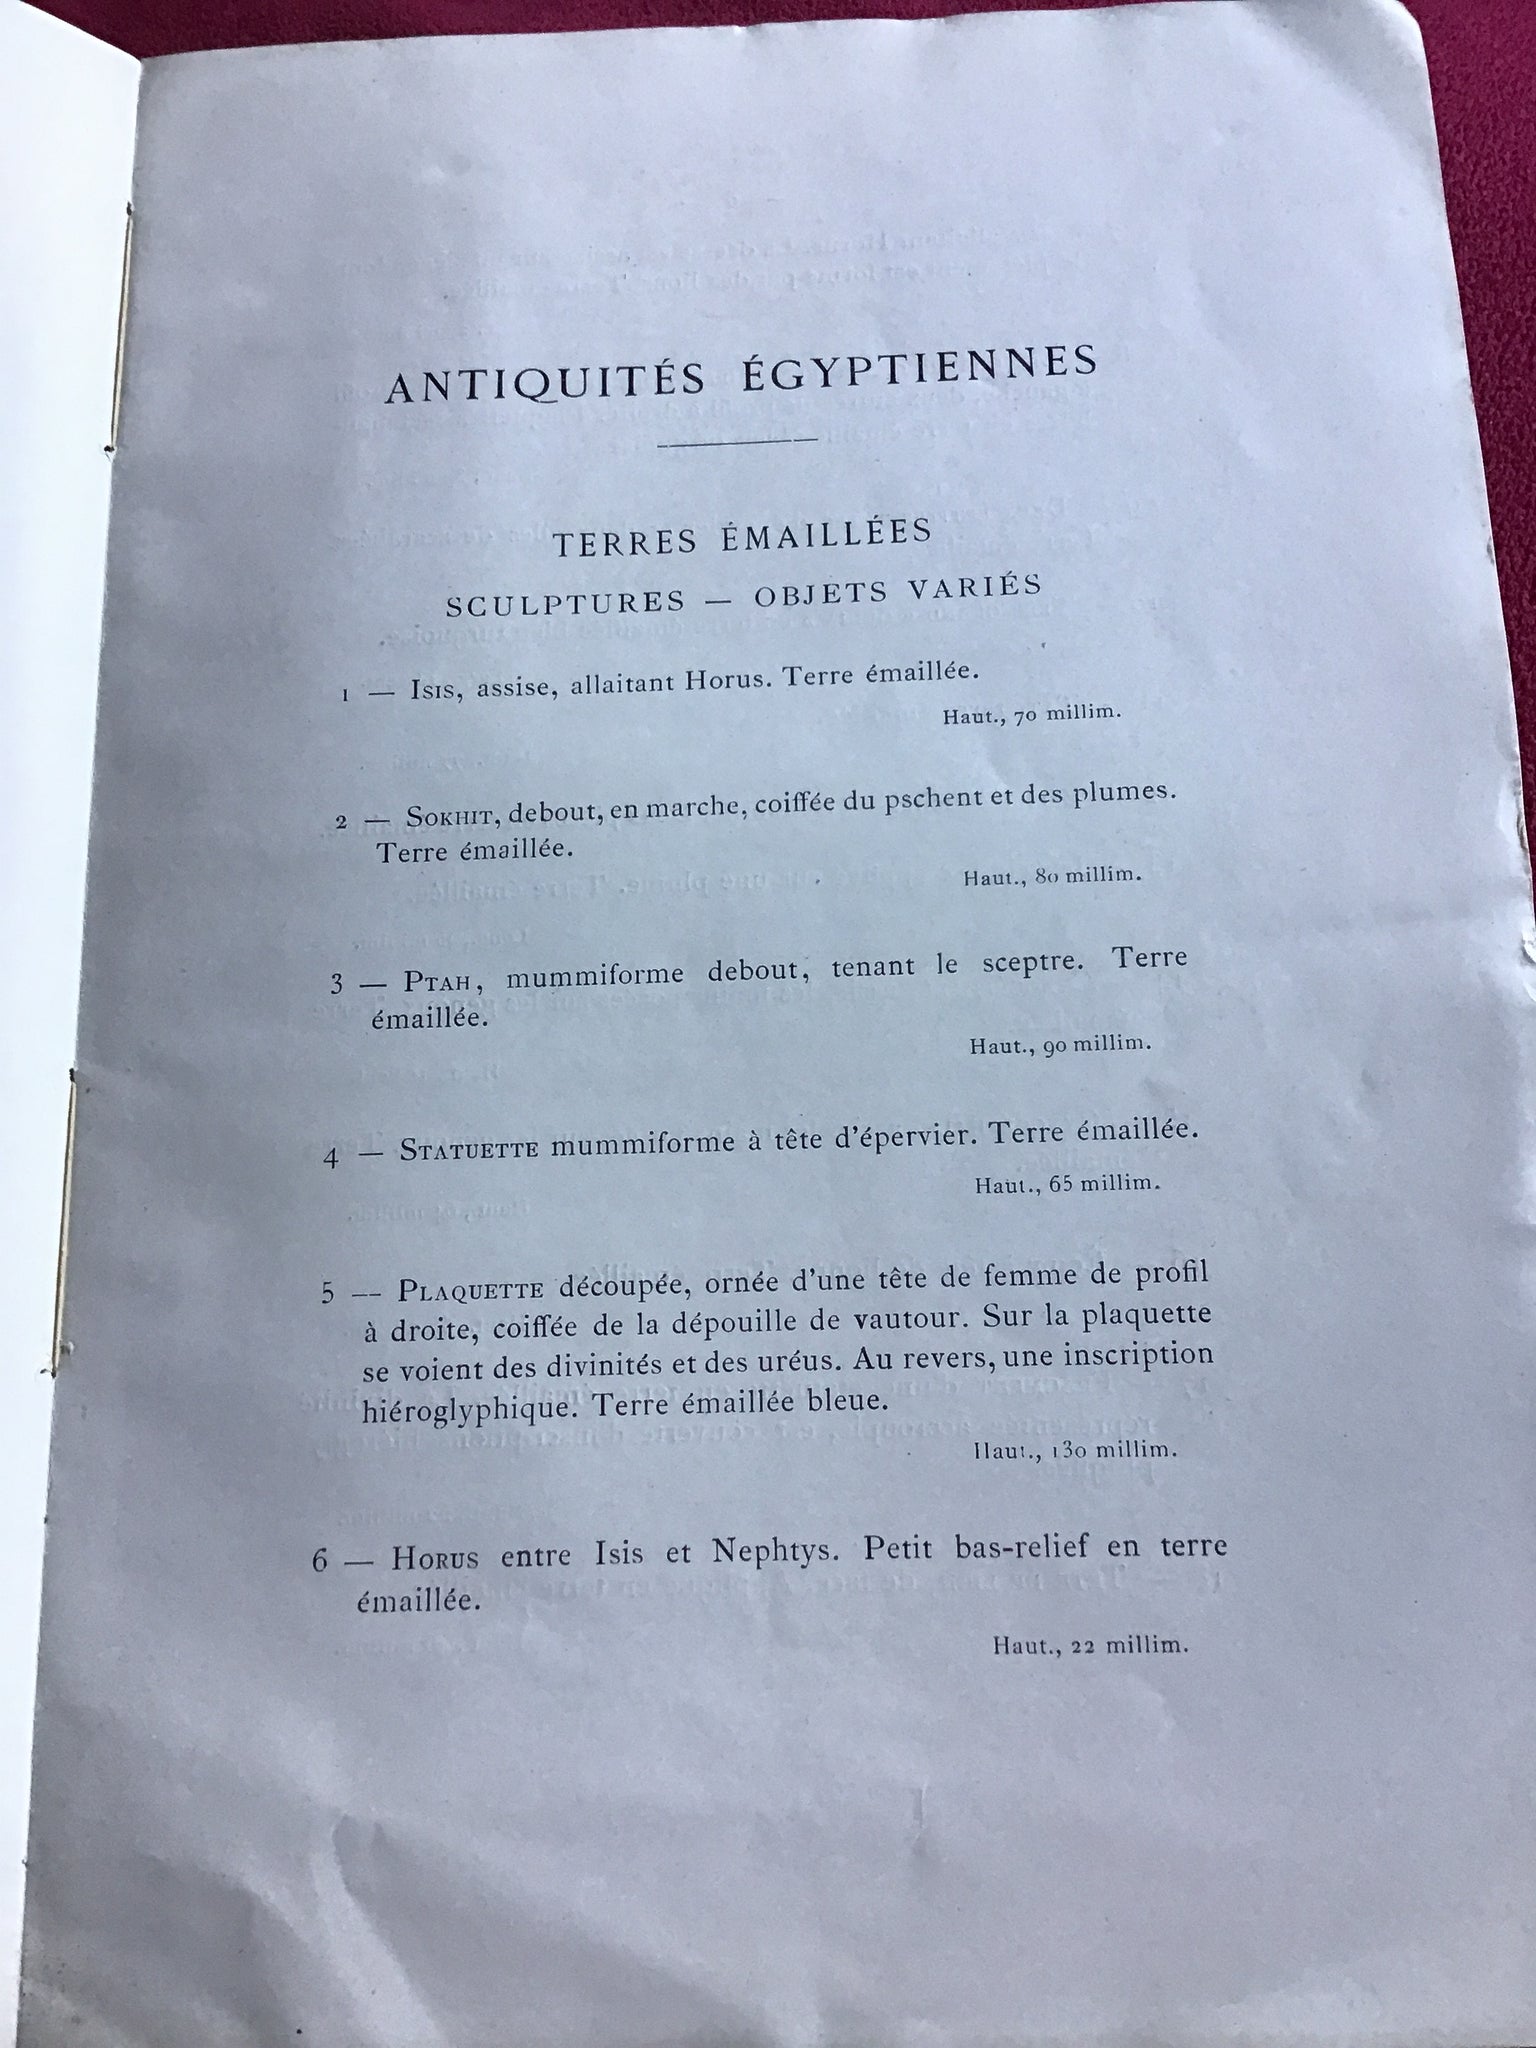 ANTIQUITÉS ÉGYPTIENNES
TERRES ÉMAILLÉES
SCULPTURES — OBJETS VARIÉS
1 — Isis, assise, allaitant Horus. Terre émaillée.
Haut., 70 millim.
2 — Sokhit, debout, en marche, coiffée du pschent et des plumes.
Terre émaillée.
Haut., 80 millim.
3 — Ptah, mummiforme debout, tenant le sceptre. Terre
émaillée.
Haut., 90 millim.
4 — Statuette mummiforme à tête d'épervier. Terre émaillée.
Haut., 65 millim.
5 — Plaquette découpée, ornée d'une tête de femme de profil
à droite, coiffée de la dépouille de vautour. Sur la plaquette
se voient des divinités et des uréus. Au revers, une inscription
hiéroglyphique. Terre émaillée bleue.
Haut., 130 millim.
6 — Horus entre Isis et Nephtys. Petit bas-relief en terre
émaillée.
Haut., 22 millim.